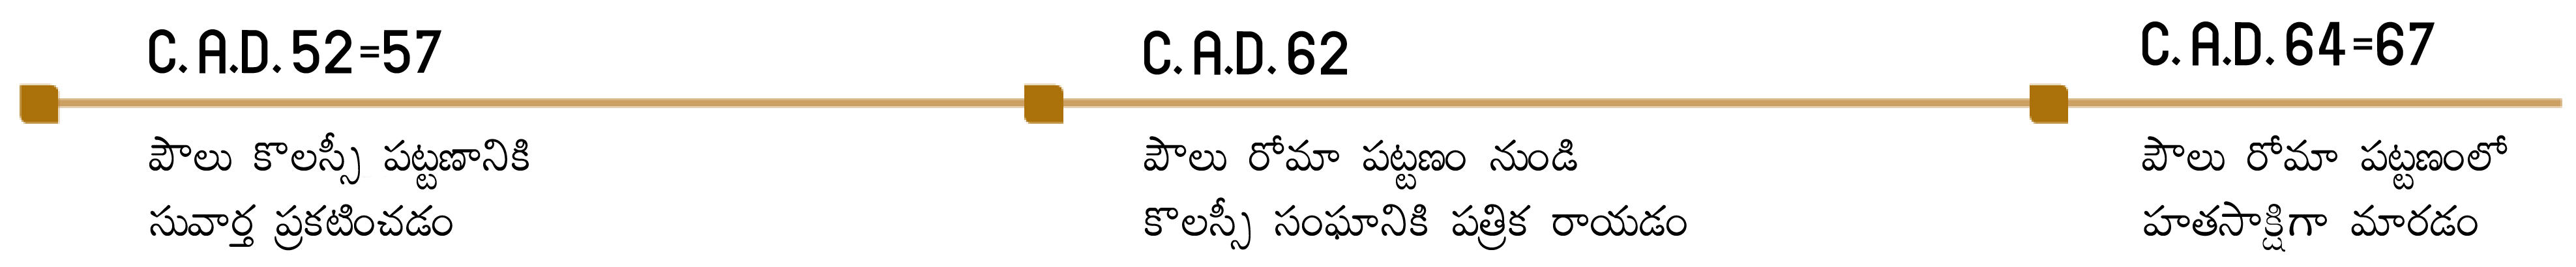 C. A.D. 52=57
పౌలు కొలస్సీ పట్టణానికి
సువార్త ప్రకటించడం
C. A.D. 62
పౌలు రోమా పట్టణం నుండి
కొలస్సీ సంఘానికి పత్రిక రాయడం
C. A.D. 64=67
పౌలు రోమా పట్టణంలో
హతసాక్షిగా మారడం